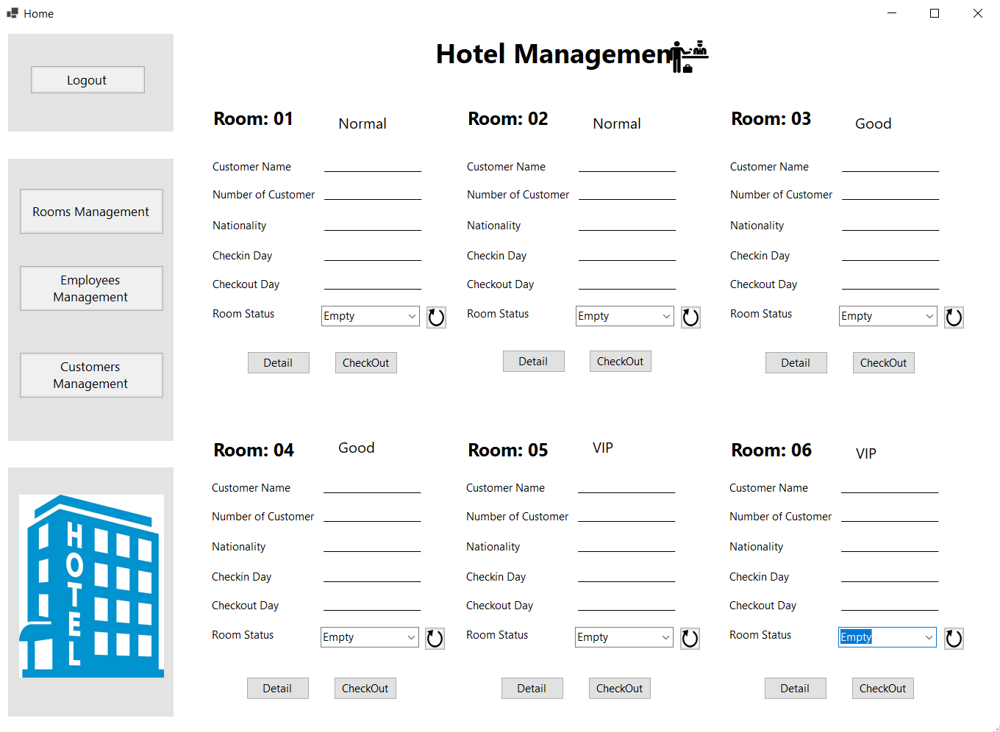 Home
Logout
Hotel Managemen
Rooms Management
Employees
Management
Customers
Management
HOTEL
Room: 01 Normal
Customer Name
Number of Customer
Nationality
Checkin Day
Checkout Day
Room Status Empty
Detail CheckOut
Room: 02 Normal
Customer Name
Number of Customer
Nationality
Checkin Day
Checkout Day
Room Status Empty
Detail CheckOut
Room: 03 Good
Customer Name
Number of Customer
Nationality
Checkin Day
Checkout Day
Room Status Empty
Detail CheckOut
Room: 04 Good
Customer Name
Number of Customer
Nationality
Checkin Day
Checkout Day
Room Status Empty
Detail CheckOut
Room: 05 VIP
Customer Name
Number of Customer
Nationality
Checkin Day
Checkout Day
Room Status Empty
Detail CheckOut
Room: 06 VIP
Customer Name
Number of Customer
Nationality
Checkin Day
Checkout Day
Room Status Empty
Detail CheckOut